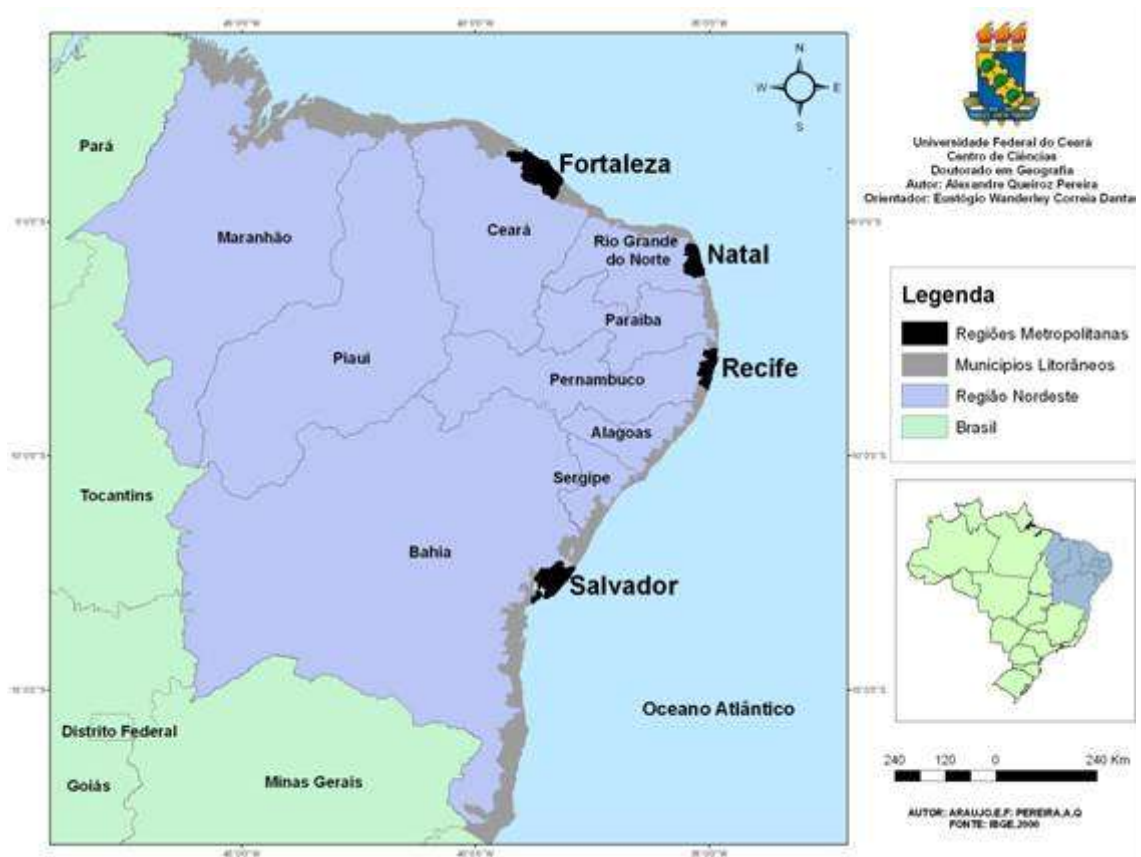 N
W
E
S
Pará
Fortaleza
Maranhão
Ceará
Rio Grande
do Norte
Natal
Paraiba
Piaui
Pernambuco
Recife
Alagoas
Sergipe
Tocantins
Bahia
Salvador
Oceano Atlântico
Distrito Federal
Goiás
Minas Gerais
Universidade Federal do Ceará
Centro de Ciências
Doutorado em Geografia
Autor: Alexandre Queiroz Pereira
Orientador: Eustógio Wanderley Correia Dantas
Legenda
Regiões Metropolitanas
Municipios Litorâneos
Região Nordeste
Brasil
240 120 0 240 Km
AUTOR: ARAUJO,E.F; PEREIRA,A.Q
FONTE: IBGE,2000